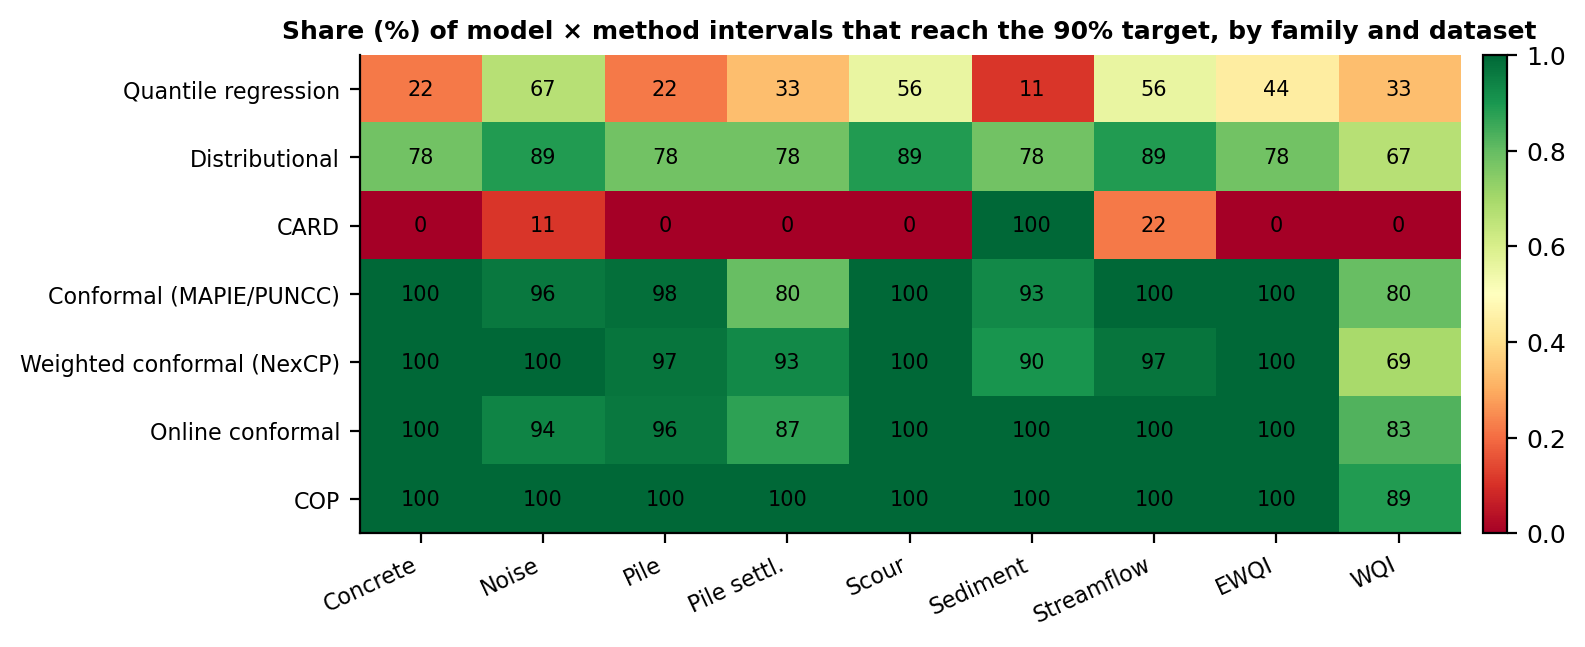 Share (%) of model × method intervals that reach the 90% target, by family and dataset
Quantile regression 22 67 22 33 56 11 56 44 33
Distributional 78 89 78 78 89 78 89 78 67
CARD 0 11 0 0 0 100 22 0 0
Conformal (MAPIE/PUNCC) 100 96 98 80 100 93 100 100 80
Weighted conformal (NexCP) 100 100 97 93 100 90 97 100 69
Online conformal 100 94 96 87 100 100 100 100 83
COP 100 100 100 100 100 100 100 100 89
Concrete Noise Pile Pile settl. Scour Sediment Streamflow EWQI WQI
1.0
0.8
0.6
0.4
0.2
0.0